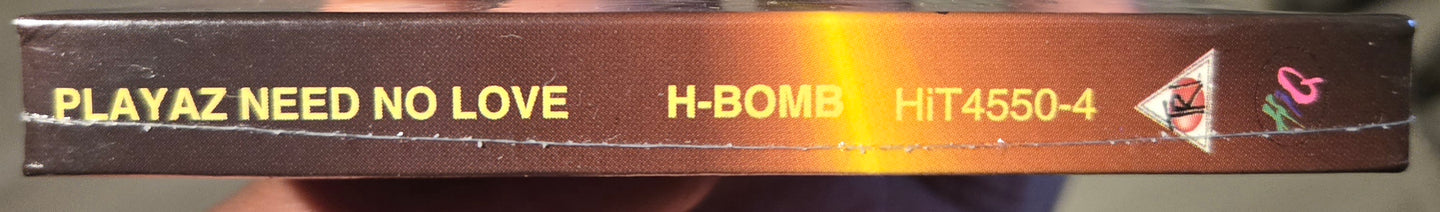 PLAYAZ NEED NO LOVE H-BOMB HiT4550-4